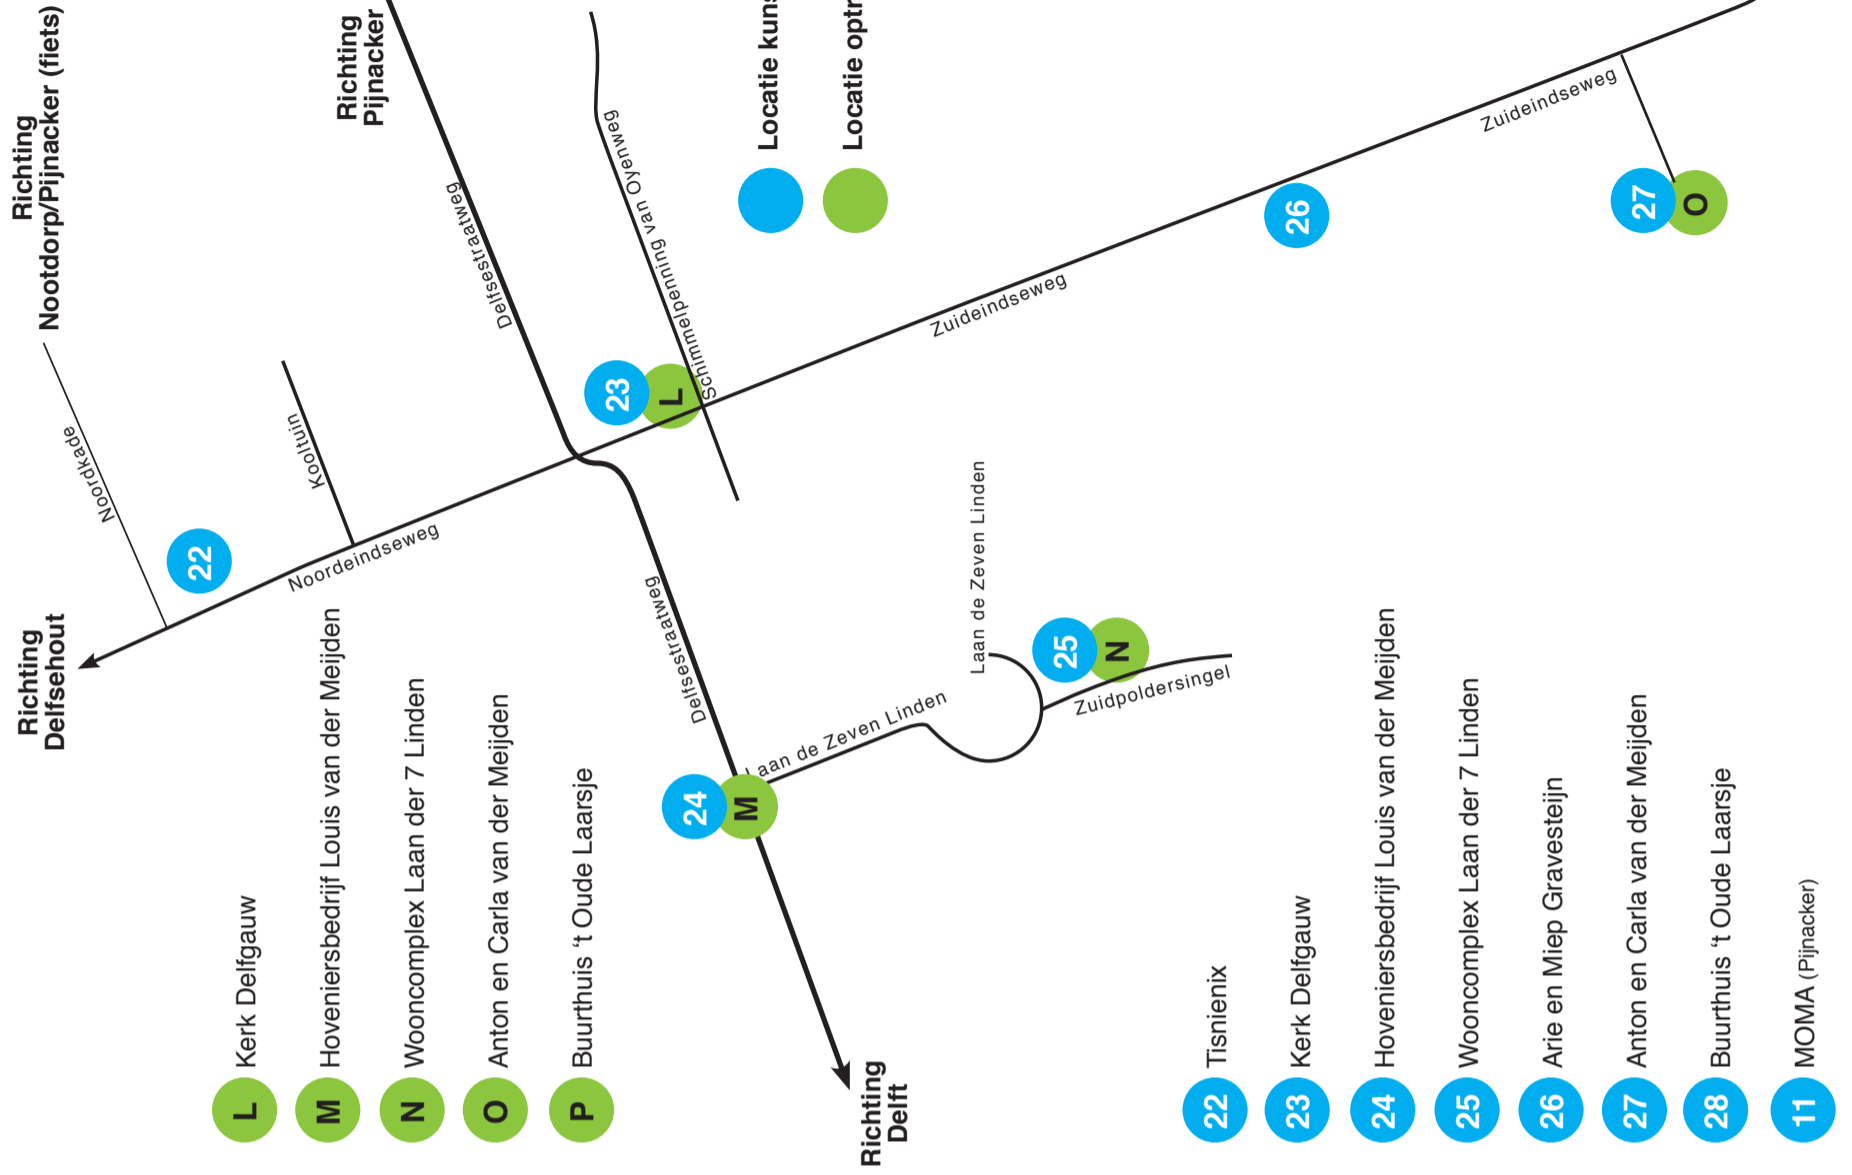 Richting
Nootdorp/Pijnacker (fiets)
Richting
Pijnacker
Richting
Delfsehout
Noordkade
Kooltuin
Noordeindseweg
22
Delfsestraatweg
23
L
Schimmelpenning van Oyenweg
Locatie kuns
Locatie optr
Zuideindseweg
26
Zuideindseweg
27
O
Delfsestraatweg
24
M
Laan de Zeven Linden
Laan de Zeven Linden
25
N
Zuidpoldersingel
Richting
Delft
L Kerk Delfgauw
M Hoveniersbedrijf Louis van der Meijden
N Wooncomplex Laan der 7 Linden
O Anton en Carla van der Meijden
P Buurthuis ‘t Oude Laarsje
22 Tisnienix
23 Kerk Delfgauw
24 Hoveniersbedrijf Louis van der Meijden
25 Wooncomplex Laan der 7 Linden
26 Arie en Miep Gravesteijn
27 Anton en Carla van der Meijden
28 Buurthuis ‘t Oude Laarsje
11 MOMA (Pijnacker)